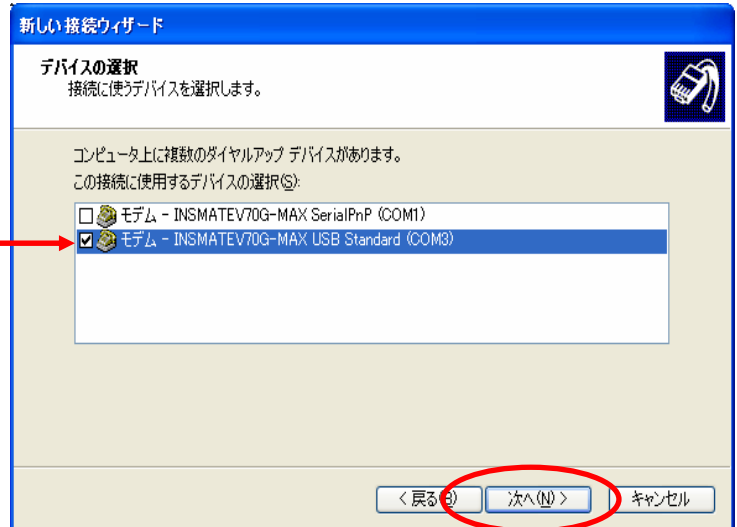 新しい接続ウィザード
デバイスの選択
接続に使うデバイスを選択します。
コンピュータ上に複数のダイヤルアップ デバイスがあります。
この接続に使用するデバイスの選択(S):
モデム - INSMATEV70G-MAX SerialPnP (COM1)
モデム - INSMATEV70G-MAX USB Standard (COM3)
< 戻る(B) 次へ(N) > キャンセル